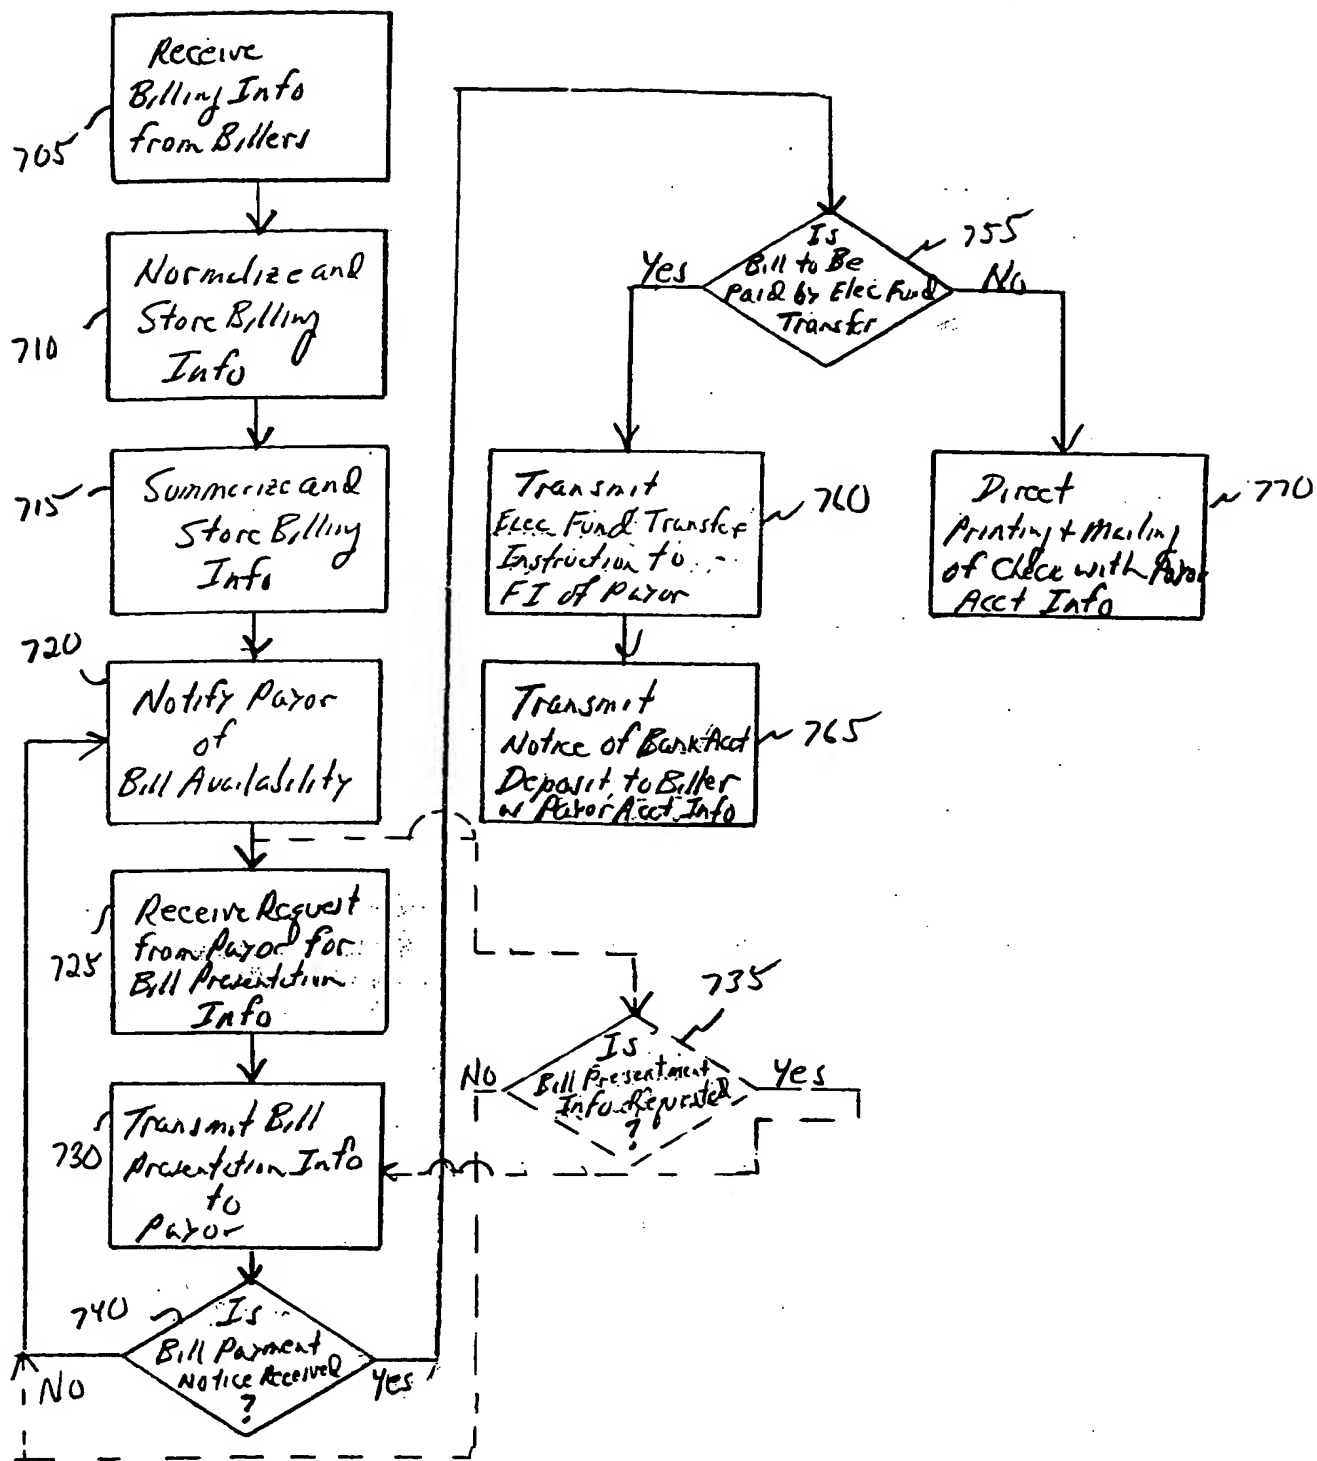 Receive
Billing Info
from Billers
705
Normalize and
Store Billing
Info
710
Summarize and
Store Billing
Info
715
720
Notify Payor
of
Bill Availability
Receive Request
from Payor for
Bill Presentation
Info
725
Transmit Bill
Presentation Info
to
Payor
730
740
Is
Bill Payment
Notice Received
?
No
Yes
Is
Bill to Be
Paid by Elec Fund
Transfer
755
Yes
No
Transmit
Elec Fund Transfer
Instruction to
FI of Payor
760
Direct
Printing + Mailing
of Check with Payor
Acct Info
770
Transmit
Notice of Bank Acct
Deposit to Biller
w Payor Acct Info
765
735
Is
Bill Presentment
Info Requested
?
No
Yes